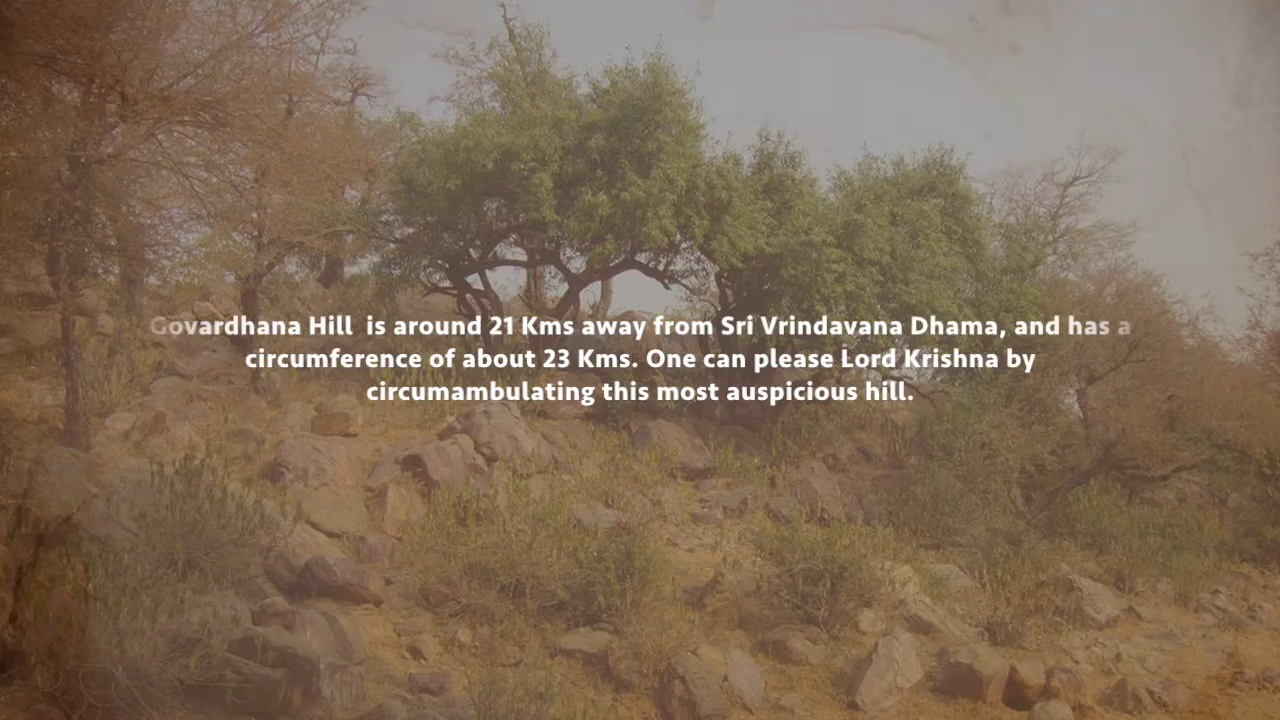 Govardhana Hill  is around 21 Kms away from Sri Vrindavana Dhama, and has a
circumference of about 23 Kms. One can please Lord Krishna by
circumambulating this most auspicious hill.